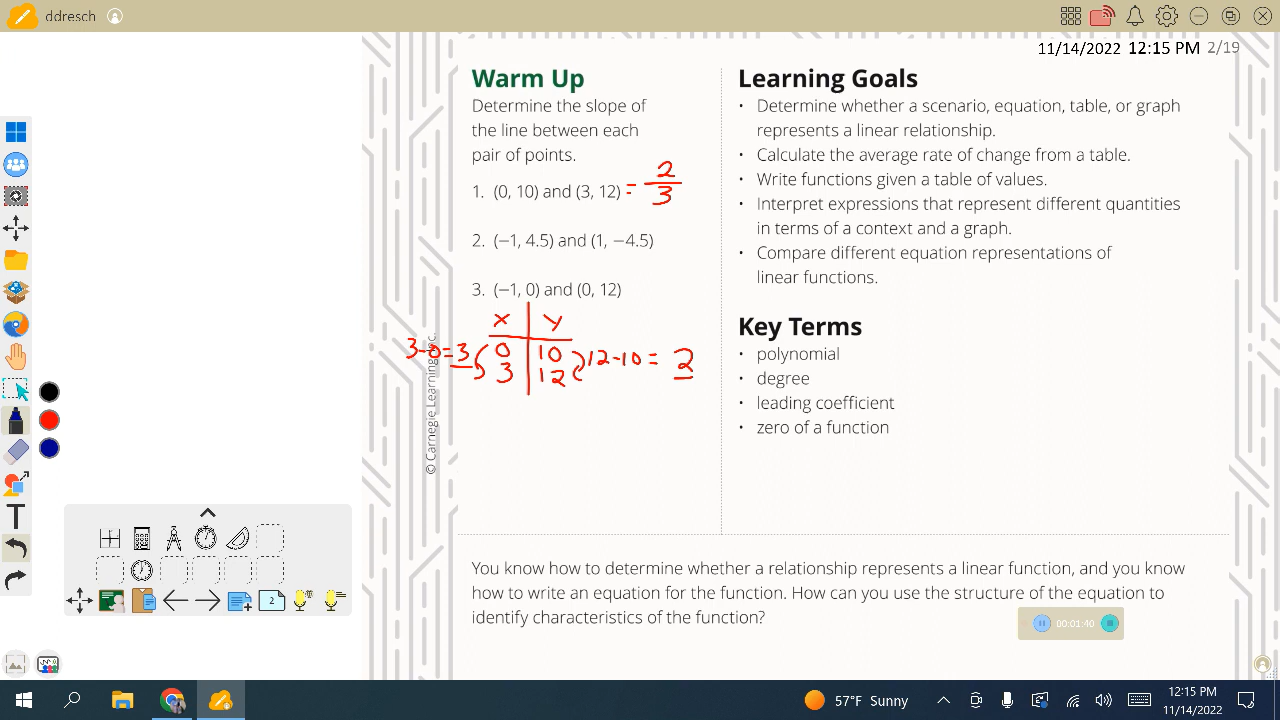 ddresch
11/14/2022 12:15 PM 2/19
Warm Up
Determine the slope of
the line between each
pair of points.
1. (0, 10) and (3, 12) = 2/3
2. (−1, 4.5) and (1, −4.5)
3. (−1, 0) and (0, 12)
x y
3-0=3 0 10 12-10 = 2
3 12
© Carnegie Learning, Inc.
Learning Goals
• Determine whether a scenario, equation, table, or graph
represents a linear relationship.
• Calculate the average rate of change from a table.
• Write functions given a table of values.
• Interpret expressions that represent different quantities
in terms of a context and a graph.
• Compare different equation representations of
linear functions.
Key Terms
• polynomial
• degree
• leading coefficient
• zero of a function
You know how to determine whether a relationship represents a linear function, and you know
how to write an equation for the function. How can you use the structure of the equation to
identify characteristics of the function?
00:01:40
T
2
57°F Sunny
12:15 PM
11/14/2022